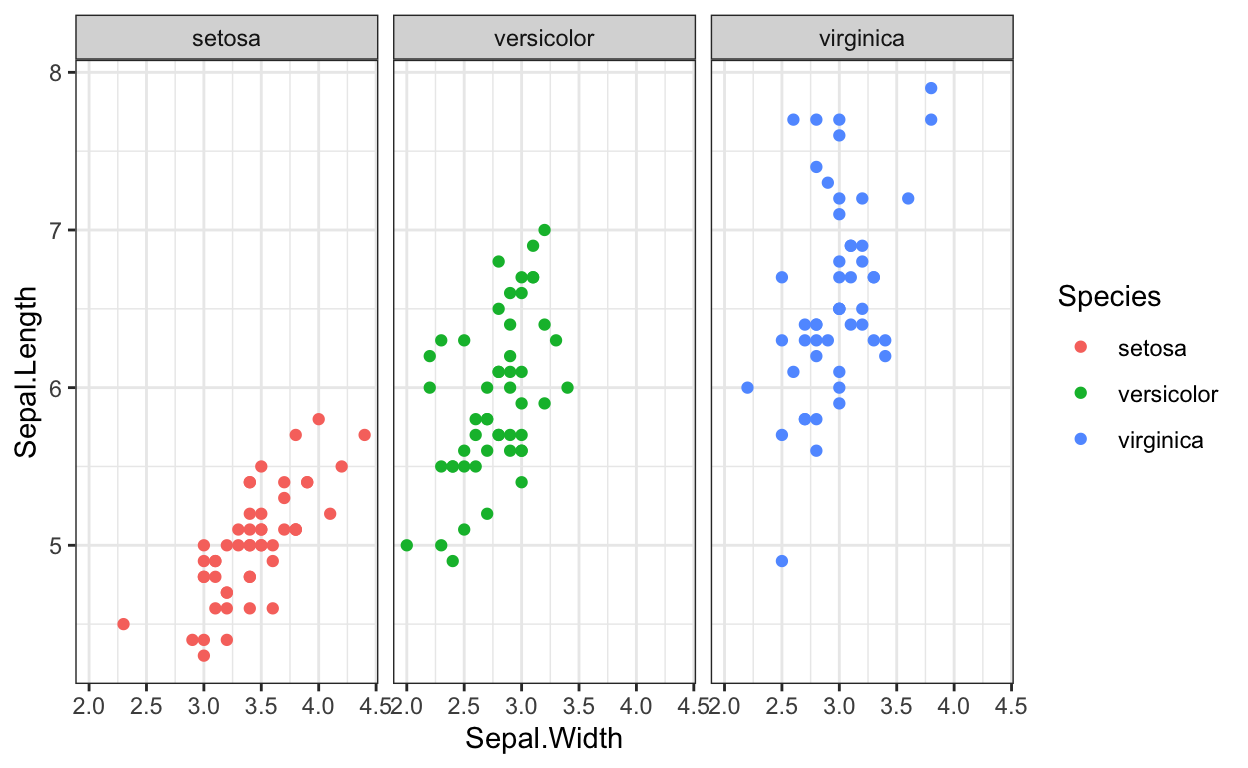 setosa versicolor virginica
8
7
6
5
Sepal.Length
2.0 2.5 3.0 3.5 4.0 4.5 2.0 2.5 3.0 3.5 4.0 4.5 2.0 2.5 3.0 3.5 4.0 4.5
Sepal.Width
Species
setosa
versicolor
virginica